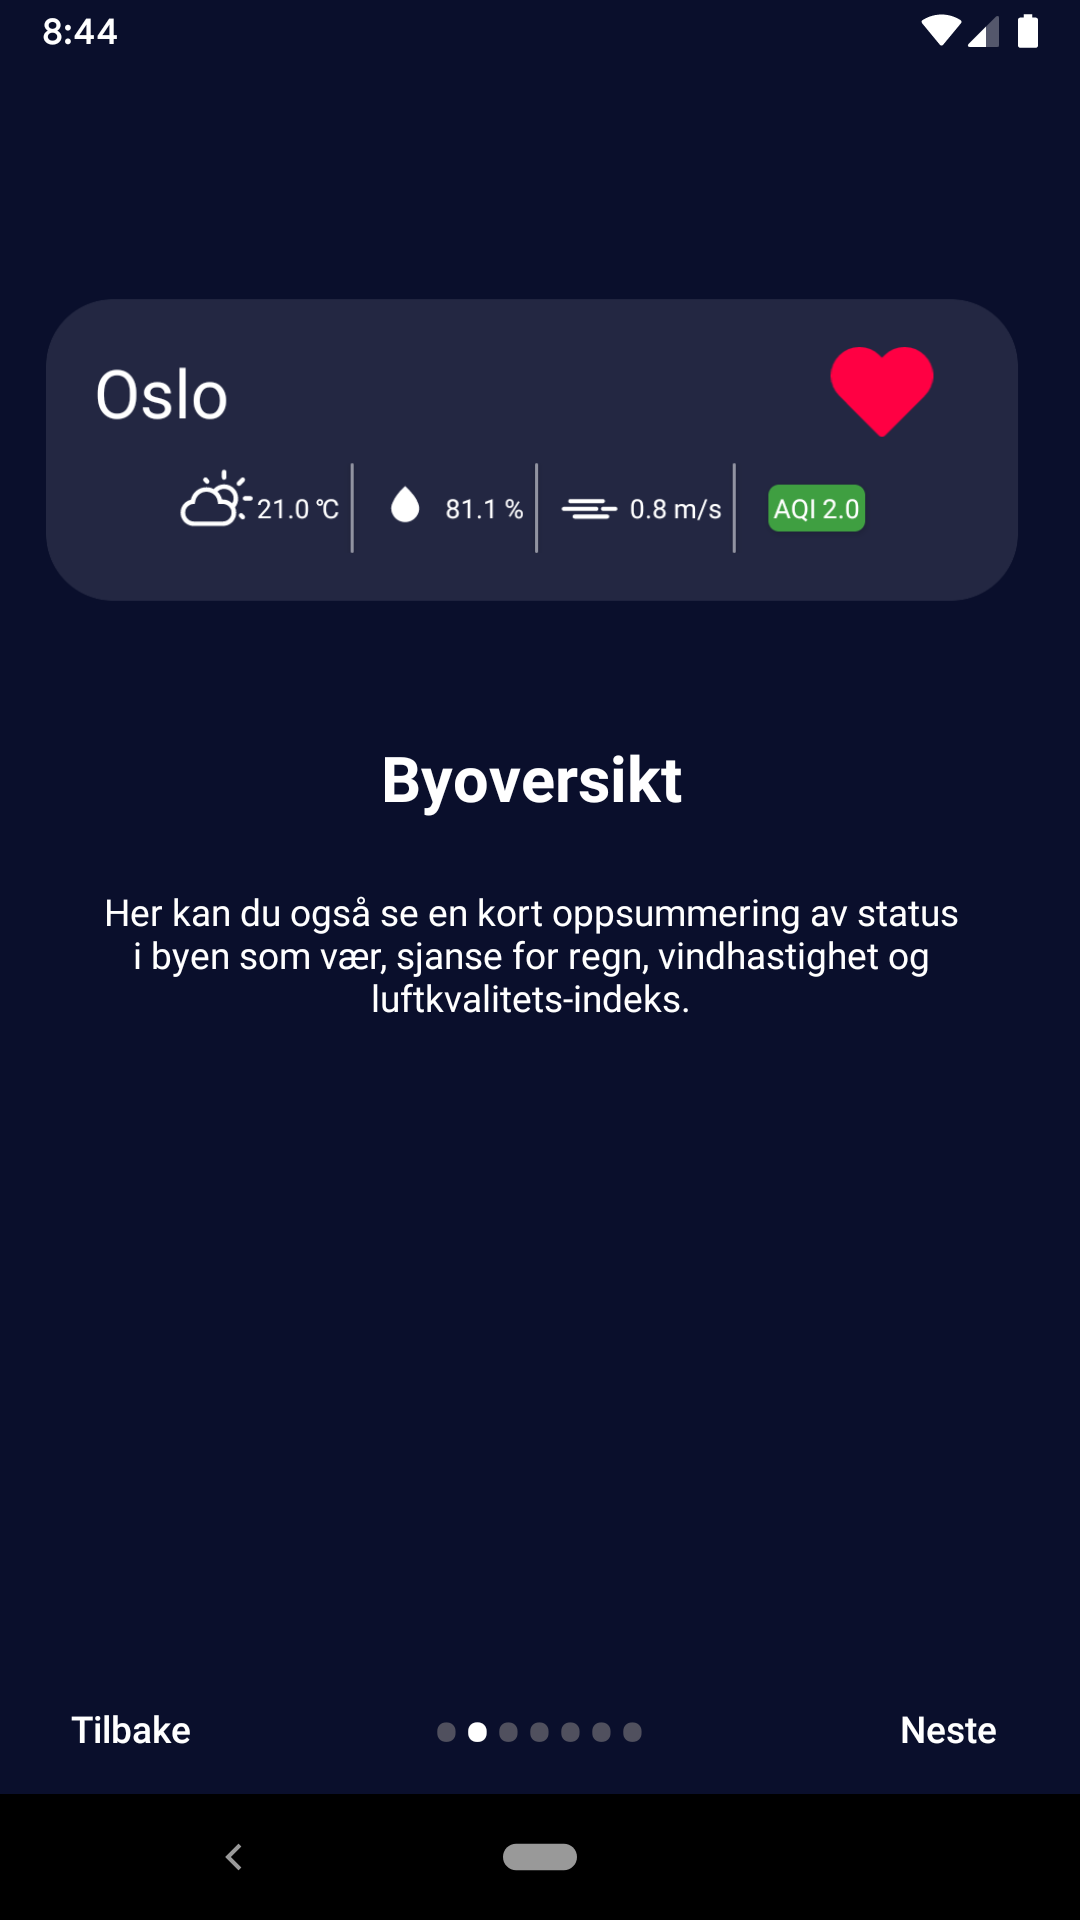 8:44
Oslo
21.0 ℃ 81.1 % 0.8 m/s AQI 2.0
Byoversikt
Her kan du også se en kort oppsummering av status
i byen som vær, sjanse for regn, vindhastighet og
luftkvalitets-indeks.
Tilbake Neste